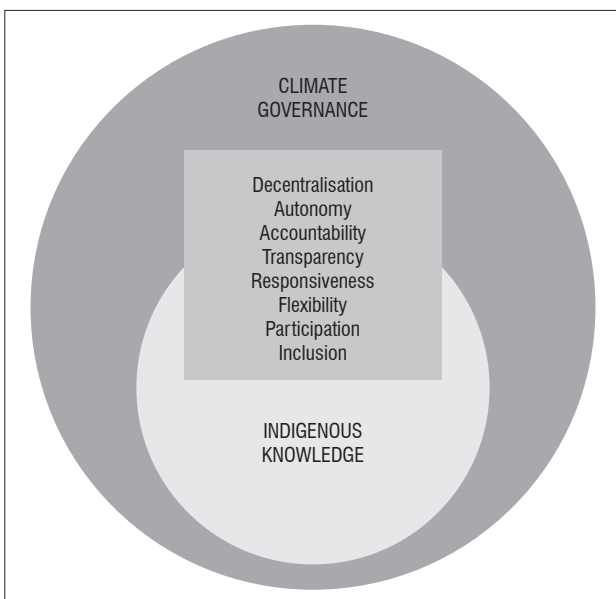 CLIMATE
GOVERNANCE
Decentralisation
Autonomy
Accountability
Transparency
Responsiveness
Flexibility
Participation
Inclusion
INDIGENOUS
KNOWLEDGE